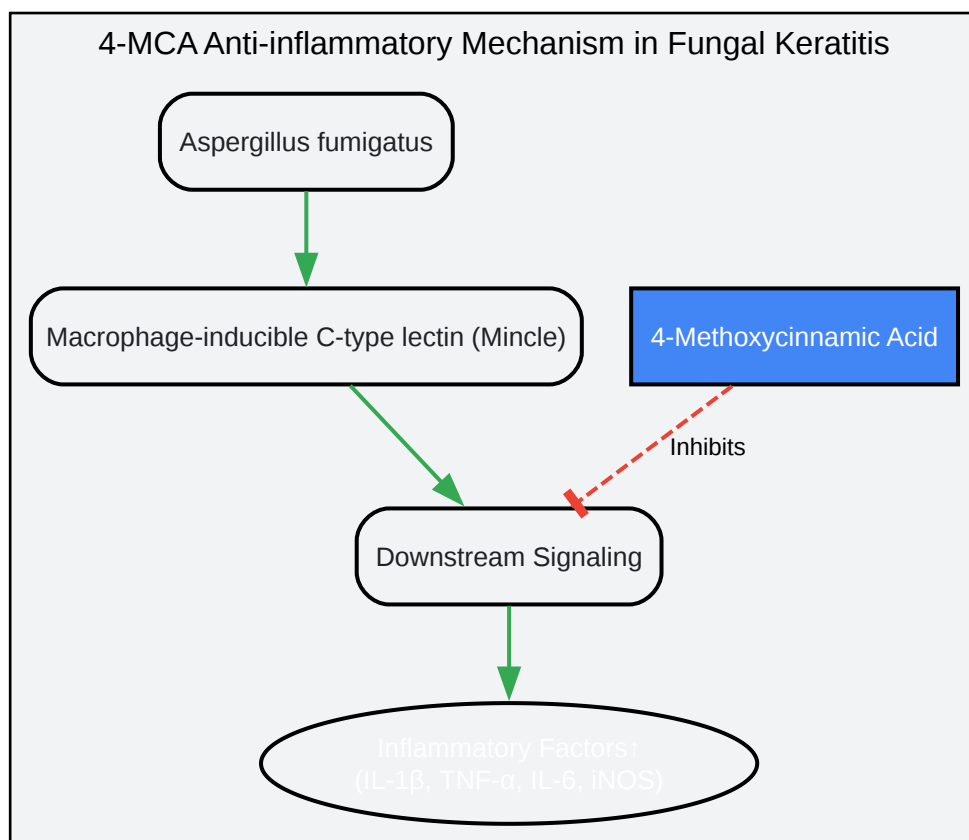 4-MCA Anti-inflammatory Mechanism in Fungal Keratitis
Aspergillus fumigatus
Macrophage-inducible C-type lectin (Mincle)
4-Methoxycinnamic Acid
Inhibits
Downstream Signaling
Inflammatory Factors↑
(IL-1β, TNF-α, IL-6, iNOS)